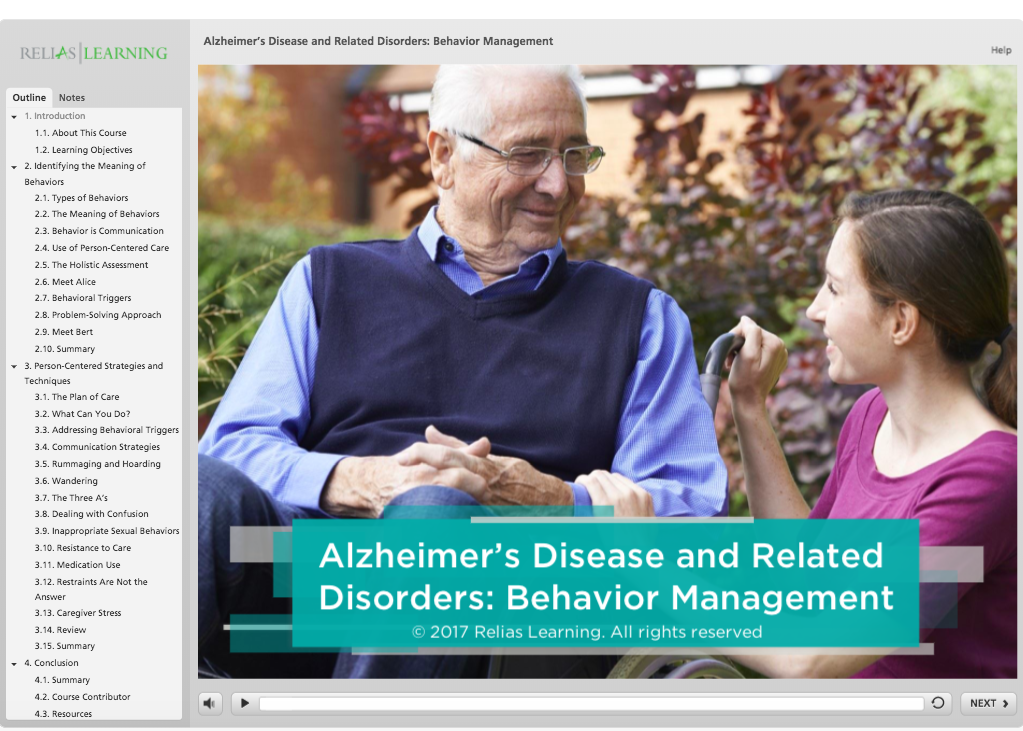 RELIAS LEARNING
Alzheimer's Disease and Related Disorders: Behavior Management
Help
Outline Notes
1. Introduction
1.1. About This Course
1.2. Learning Objectives
2. Identifying the Meaning of
Behaviors
2.1. Types of Behaviors
2.2. The Meaning of Behaviors
2.3. Behavior is Communication
2.4. Use of Person-Centered Care
2.5. The Holistic Assessment
2.6. Meet Alice
2.7. Behavioral Triggers
2.8. Problem-Solving Approach
2.9. Meet Bert
2.10. Summary
3. Person-Centered Strategies and
Techniques
3.1. The Plan of Care
3.2. What Can You Do?
3.3. Addressing Behavioral Triggers
3.4. Communication Strategies
3.5. Rummaging and Hoarding
3.6. Wandering
3.7. The Three A's
3.8. Dealing with Confusion
3.9. Inappropriate Sexual Behaviors
3.10. Resistance to Care
3.11. Medication Use
3.12. Restraints Are Not the
Answer
3.13. Caregiver Stress
3.14. Review
3.15. Summary
4. Conclusion
4.1. Summary
4.2. Course Contributor
4.3. Resources
Alzheimer's Disease and Related
Disorders: Behavior Management
© 2017 Relias Learning. All rights reserved
NEXT